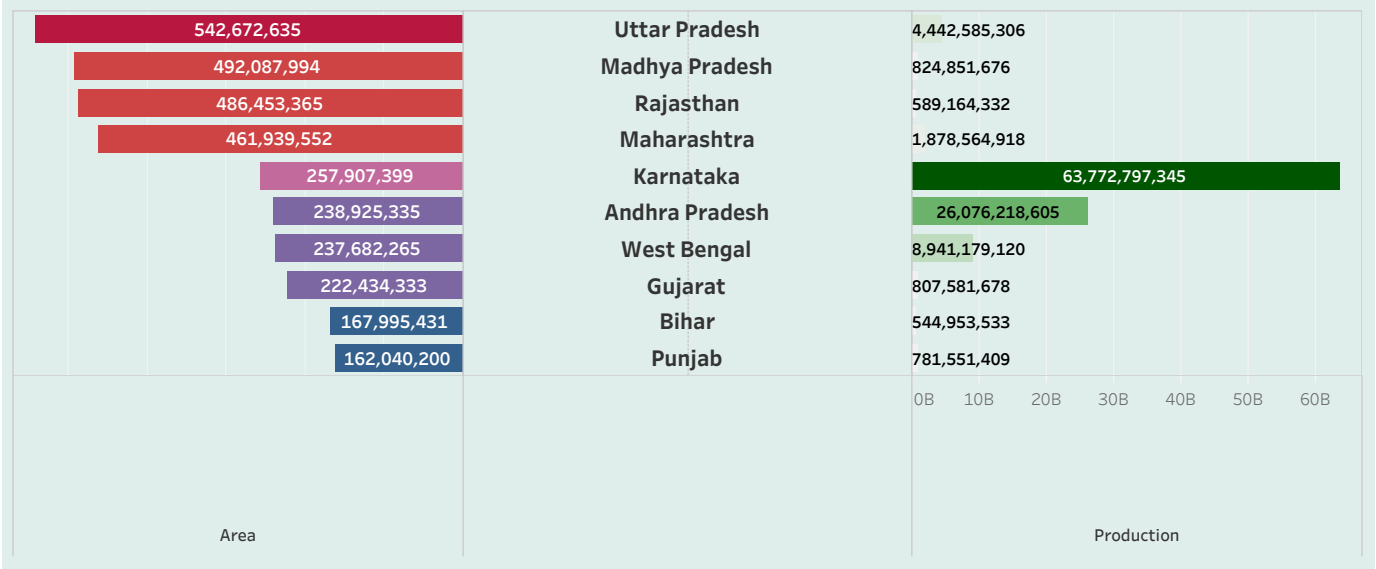 542,672,635 Uttar Pradesh 4,442,585,306
492,087,994 Madhya Pradesh 824,851,676
486,453,365 Rajasthan 589,164,332
461,939,552 Maharashtra 1,878,564,918
257,907,399 Karnataka 63,772,797,345
238,925,335 Andhra Pradesh 26,076,218,605
237,682,265 West Bengal 8,941,179,120
222,434,333 Gujarat 807,581,678
167,995,431 Bihar 544,953,533
162,040,200 Punjab 781,551,409
0B 10B 20B 30B 40B 50B 60B
Area Production